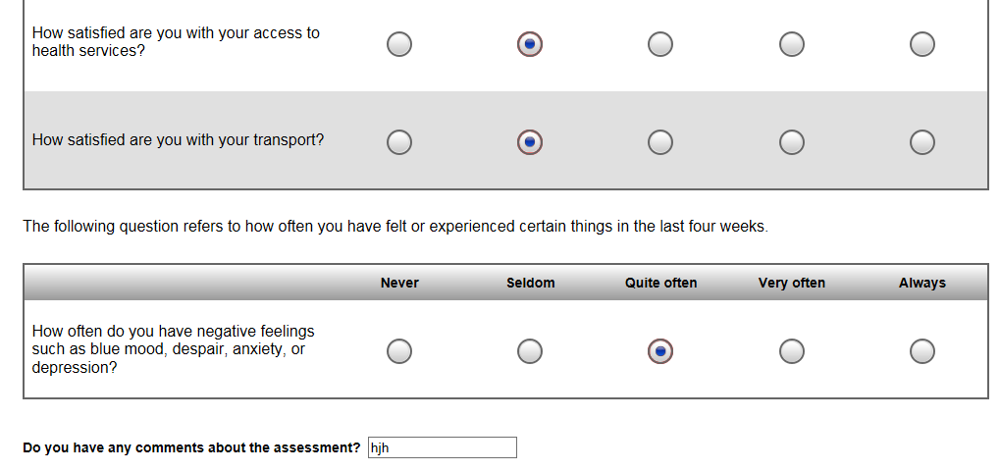 How satisfied are you with your access to
health services?
How satisfied are you with your transport?
The following question refers to how often you have felt or experienced certain things in the last four weeks.
Never Seldom Quite often Very often Always
How often do you have negative feelings
such as blue mood, despair, anxiety, or
depression?
Do you have any comments about the assessment? hjh